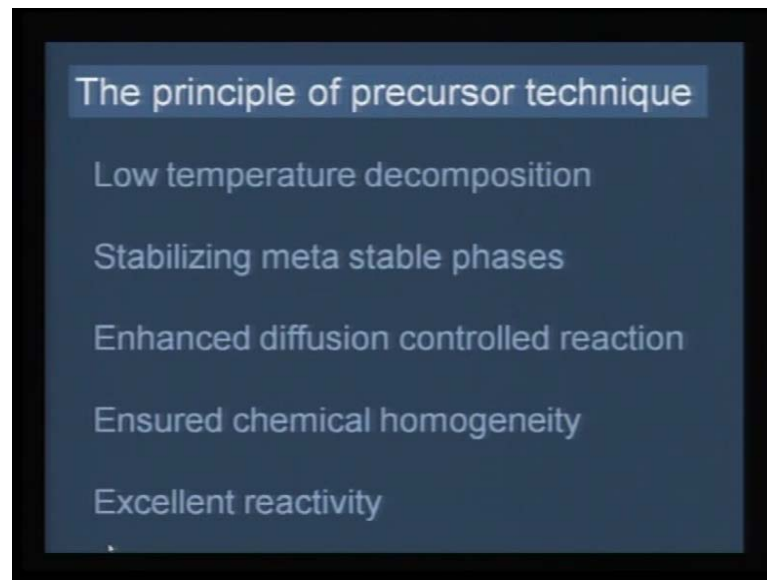 The principle of precursor technique
Low temperature decomposition
Stabilizing meta stable phases
Enhanced diffusion controlled reaction
Ensured chemical homogeneity
Excellent reactivity